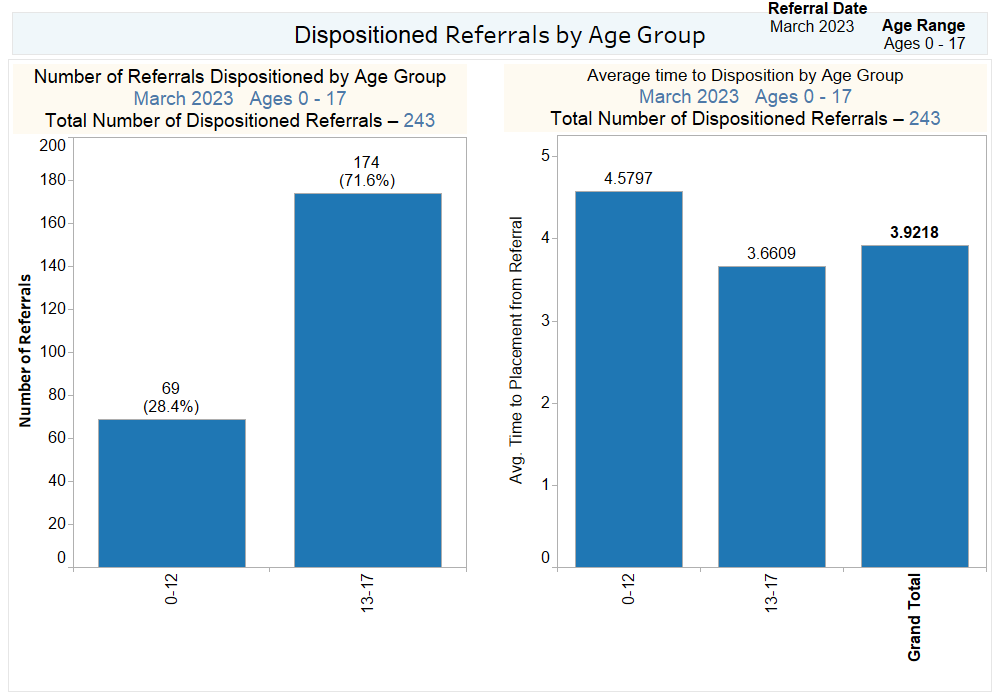 Dispositioned Referrals by Age Group
Referral Date
March 2023
Age Range
Ages 0 - 17
Number of Referrals Dispositioned by Age Group
March 2023 Ages 0 - 17
Total Number of Dispositioned Referrals – 243
Number of Referrals
200
180
160
140
120
100
80
60
40
20
0
69
(28.4%)
174
(71.6%)
0-12
13-17
Average time to Disposition by Age Group
March 2023 Ages 0 - 17
Total Number of Dispositioned Referrals – 243
Avg. Time to Placement from Referral
5
4
3
2
1
0
4.5797
3.6609
3.9218
0-12
13-17
Grand Total